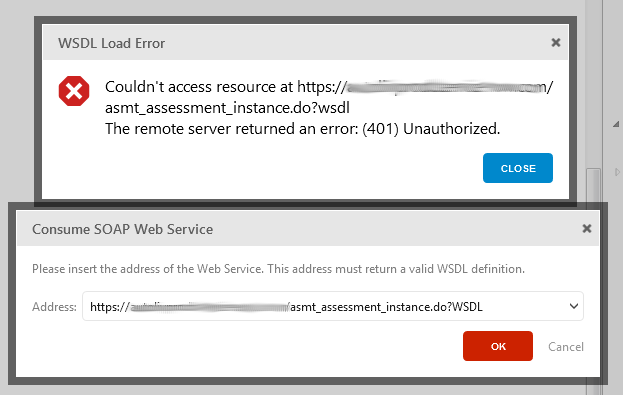 WSDL Load Error
Couldn't access resource at https:// /
asmt_assessment_instance.do?wsdl
The remote server returned an error: (401) Unauthorized.
CLOSE
Consume SOAP Web Service
Please insert the address of the Web Service. This address must return a valid WSDL definition.
Address: https:// /asmt_assessment_instance.do?WSDL
OK Cancel